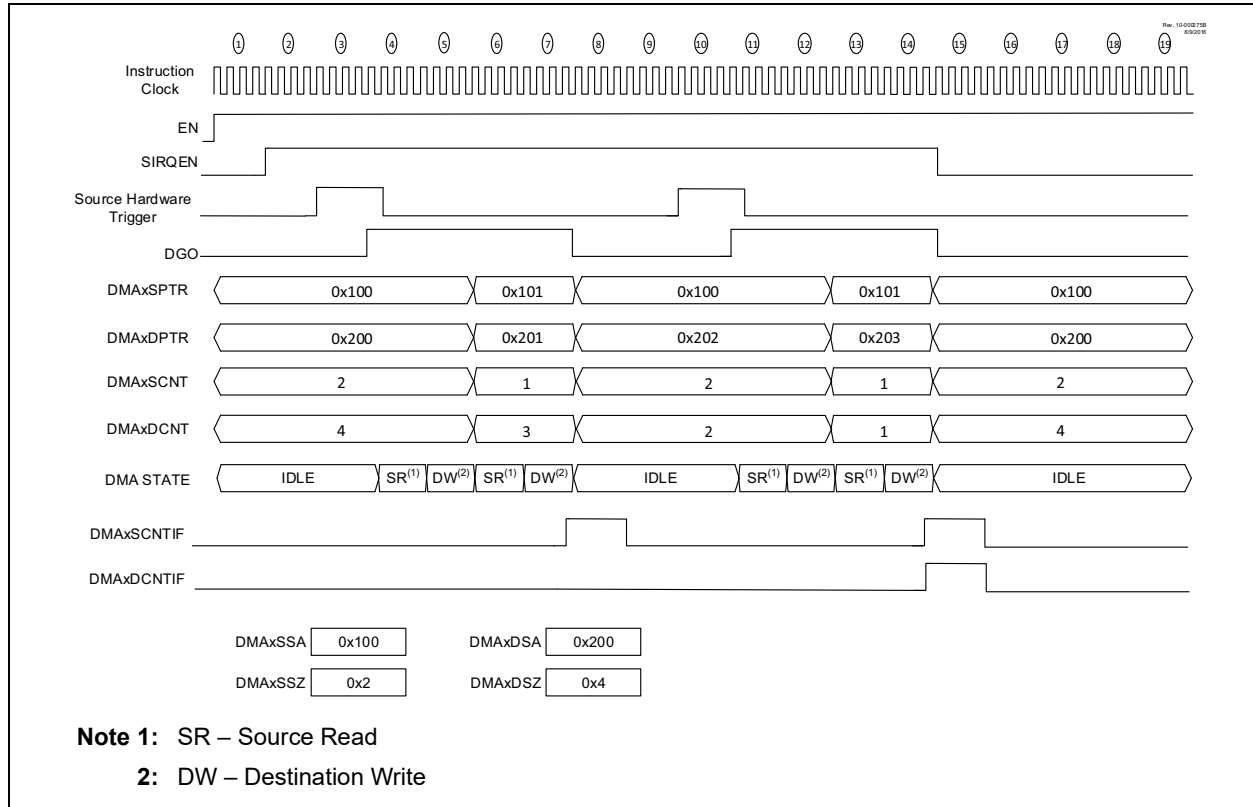 Rev. 10-000275B
8/9/2016
1 2 3 4 5 6 7 8 9 10 11 12 13 14 15 16 17 18 19
Instruction
Clock
EN
SIRQEN
Source Hardware
Trigger
DGO
DMAxSPTR 0x100 0x101 0x100 0x101 0x100
DMAxDPTR 0x200 0x201 0x202 0x203 0x200
DMAxSCNT 2 1 2 1 2
DMAxDCNT 4 3 2 1 4
DMA STATE IDLE SR(1) DW(2) SR(1) DW(2) IDLE SR(1) DW(2) SR(1) DW(2) IDLE
DMAxSCNTIF
DMAxDCNTIF
DMAxSSA 0x100 DMAxDSA 0x200
DMAxSSZ 0x2 DMAxDSZ 0x4
Note 1: SR – Source Read
2: DW – Destination Write